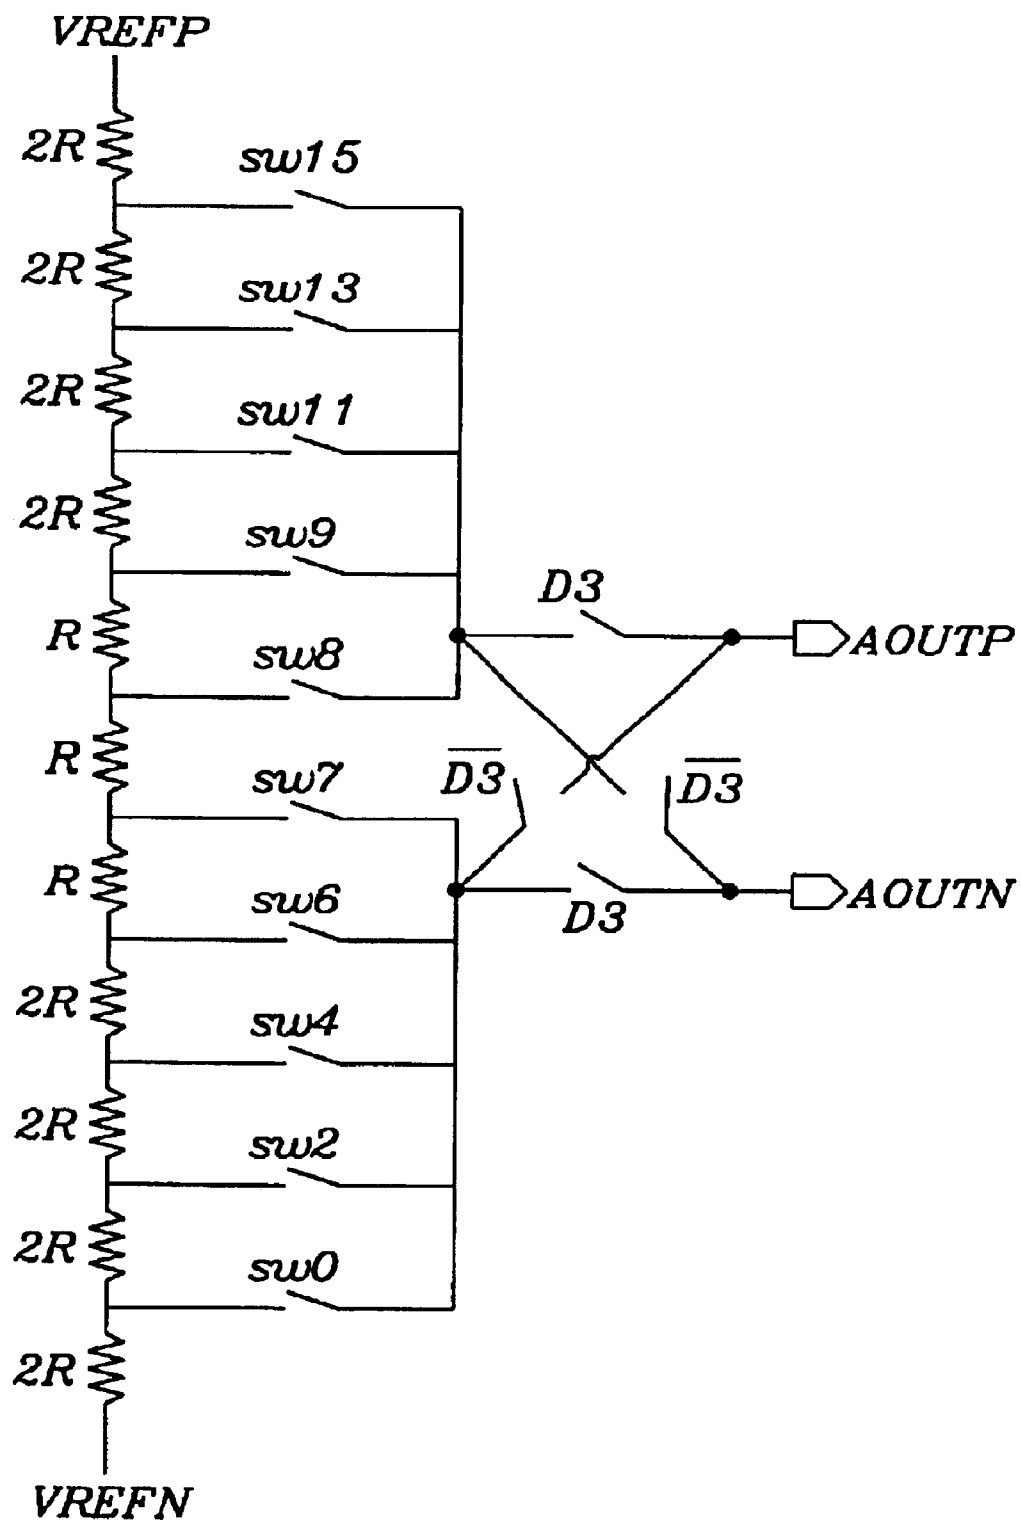 VREFP
2R
sw15
2R
sw13
2R
sw11
2R
sw9
D3
R
AOUTP
sw8
R
sw7
D3
D3
R
sw6
AOUTN
D3
2R
sw4
2R
sw2
2R
sw0
2R
VREFN